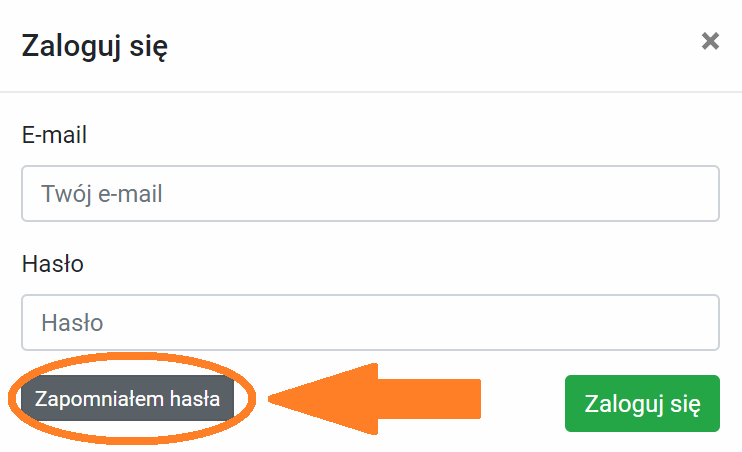 Zaloguj się
×
E-mail
Twój e-mail
Hasło
Hasło
Zapomniałem hasła
Zaloguj się